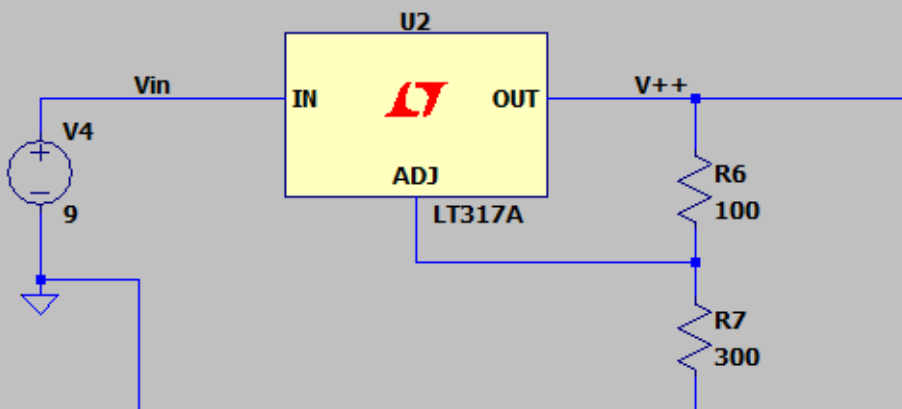 U2
Vin
IN
OUT
V++
V4
9
ADJ
LT317A
R6
100
R7
300